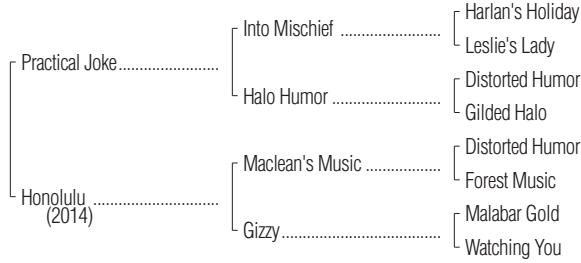 Harlan's Holiday
Into Mischief ......................
Leslie's Lady
Practical Joke......................
Distorted Humor
Halo Humor ........................
Gilded Halo
Distorted Humor
Maclean's Music ................
Forest Music
Honolulu ...........................
(2014)
Malabar Gold
Gizzy...................................
Watching You